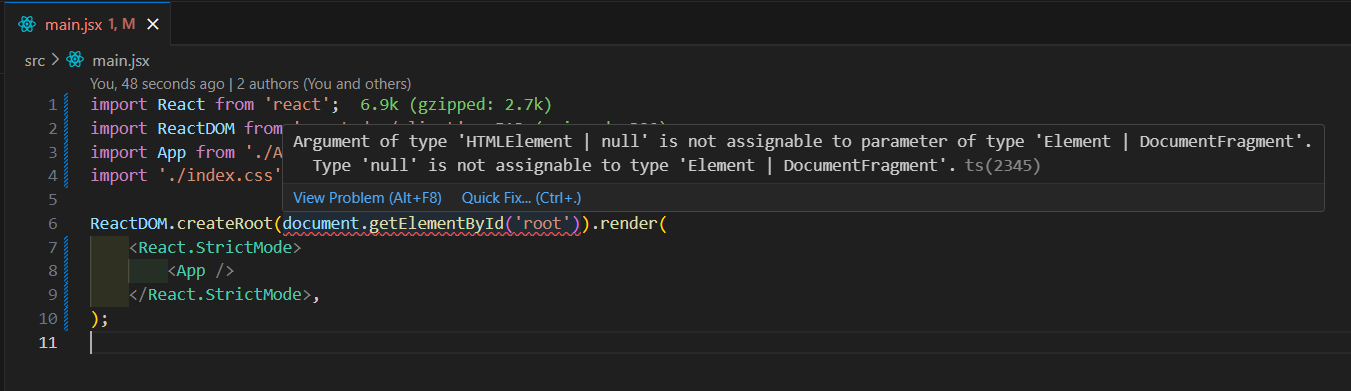 main.jsx 1, M
src > main.jsx
You, 48 seconds ago | 2 authors (You and others)
1 import React from 'react'; 6.9k (gzipped: 2.7k)
2 import ReactDOM from
Argument of type 'HTMLElement | null' is not assignable to parameter of type 'Element | DocumentFragment'.
3 import App from './A
Type 'null' is not assignable to type 'Element | DocumentFragment'. ts(2345)
4 import './index.css'
View Problem (Alt+F8) Quick Fix... (Ctrl+.)
5
6 ReactDOM.createRoot(document.getElementById('root')).render(
7 <React.StrictMode>
8 <App />
9 </React.StrictMode>,
10 );
11